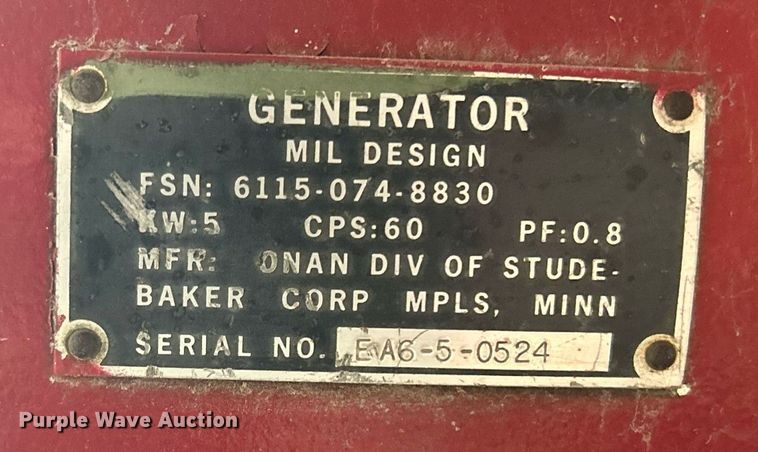 GENERATOR
MIL DESIGN
FSN: 6115-074-8830
KW:5 CPS:60 PF:0.8
MFR: ONAN DIV OF STUDE-
BAKER CORP MPLS, MINN
SERIAL NO. EA6-5-0524
Purple Wave Auction